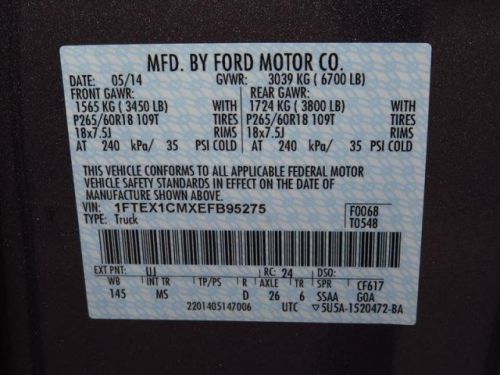 MFD. BY FORD MOTOR CO.
DATE: 05/14 GVWR: 3039 KG ( 6700 LB)
FRONT GAWR: REAR GAWR:
1565 KG ( 3450 LB) WITH 1724 KG ( 3800 LB) WITH
P265/60R18 109T TIRES P265/60R18 109T TIRES
18x7.5J RIMS 18x7.5J RIMS
AT 240 kPa/ 35 PSI COLD AT 240 kPa/ 35 PSI COLD
THIS VEHICLE CONFORMS TO ALL APPLICABLE FEDERAL MOTOR
VEHICLE SAFETY STANDARDS IN EFFECT ON THE DATE OF
MANUFACTURE SHOWN ABOVE.
VIN: 1FTEX1CMXEFB95275 F0068
TYPE: Truck T0548
EXT PNT: UJ RC: 24 DSO:
WB INT TR TP/PS R AXLE TR SPR CF617
145 MS D 26 6 SSAA GOA
2201405147006 UTC ▽5U5A-1520472-BA